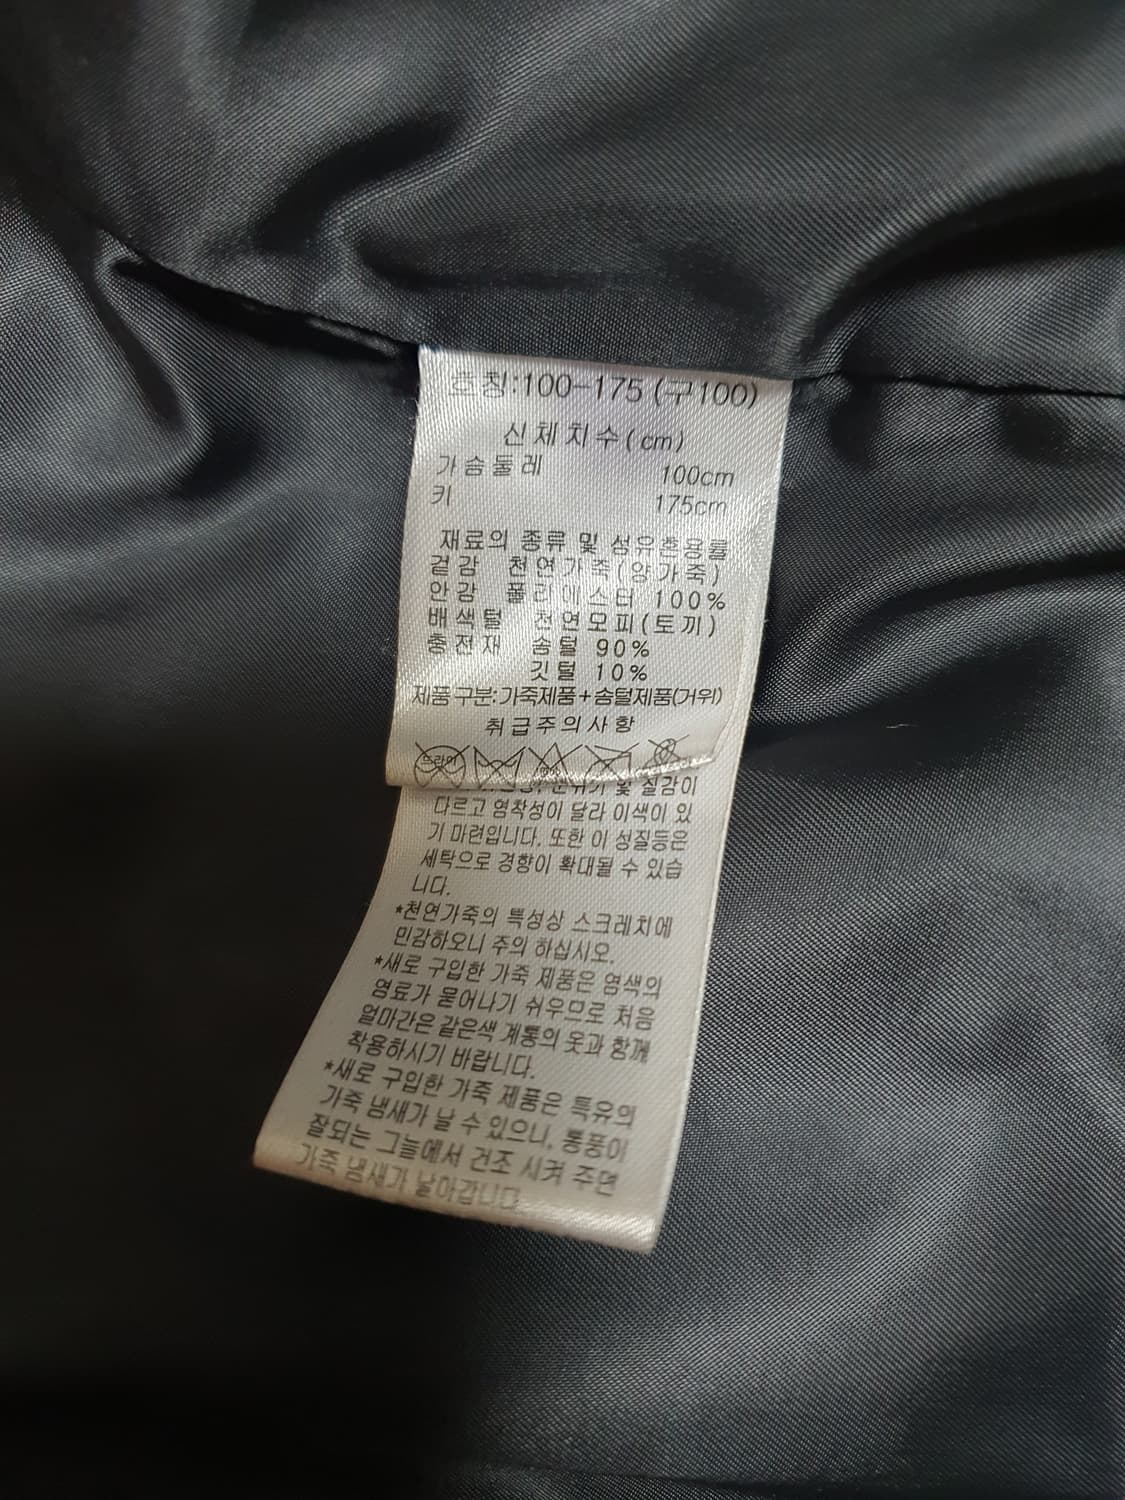 호칭:100-175 (구100)
신체치수(cm)
가슴둘레 100cm
키 175cm
재료의 종류 및 섬유혼용률
겉감 천연가죽(양가죽)
안감 폴리에스터 100%
배색털 천연모피(토끼)
충전재 솜털 90%
깃털 10%
제품 구분:가죽제품+솜털제품(거위)
취급주의사항
드라이
분위기 및 질감이
다르고 염착성이 달라 이색이 있
기 마련입니다. 또한 이 성질등은
세탁으로 경향이 확대될 수 있습
니다.
*천연가죽의 특성상 스크레치에
민감하오니 주의 하십시오.
*새로 구입한 가죽 제품은 염색의
염료가 묻어나기 쉬우므로 처음
얼마간은 같은색 계통의 옷과 함께
착용하시기 바랍니다.
*새로 구입한 가죽 제품은 특유의
가죽 냄새가 날 수 있으니, 통풍이
잘되는 그늘에서 건조 시켜 주면
가죽 냄새가 날아갑니다.